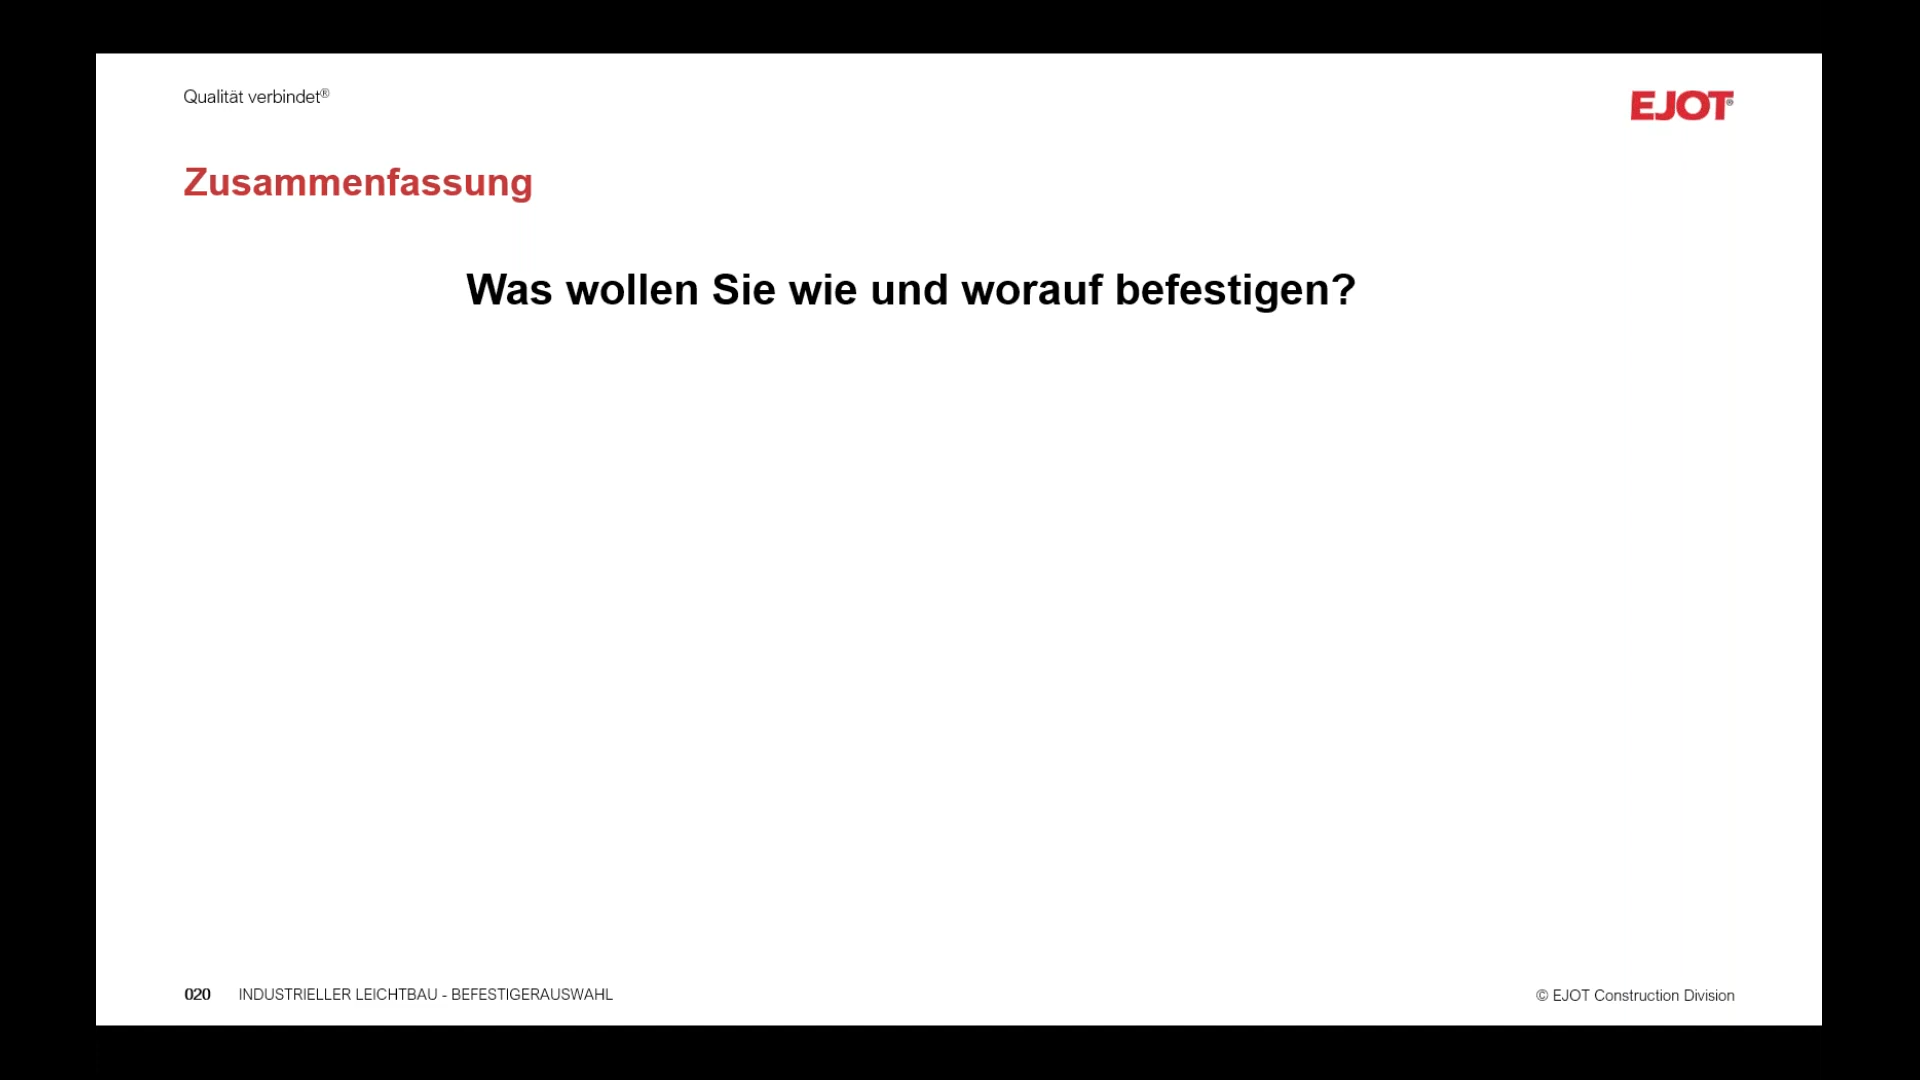 Qualität verbindet®
EJOT®
Zusammenfassung
Was wollen Sie wie und worauf befestigen?
020 INDUSTRIELLER LEICHTBAU - BEFESTIGERAUSWAHL
© EJOT Construction Division